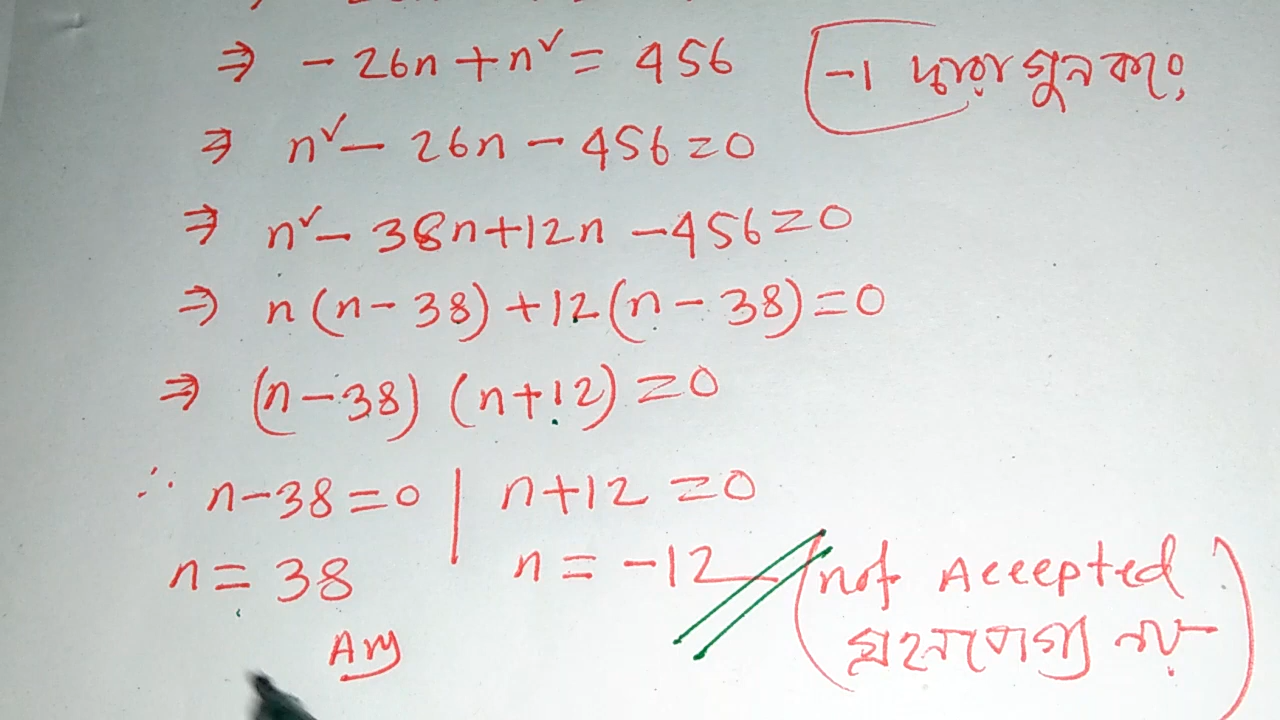 ⇒ - 26n + n² = 456 (-1 দ্বারা গুন করে,
⇒ n² - 26n - 456 = 0
⇒ n² - 38n + 12n - 456 = 0
⇒ n (n - 38) + 12 (n - 38) = 0
⇒ (n - 38) (n + 12) = 0
∴ n - 38 = 0 | n + 12 = 0
n = 38 n = -12 (not Accepted
গ্রহনযোগ্য নয়)
Ans